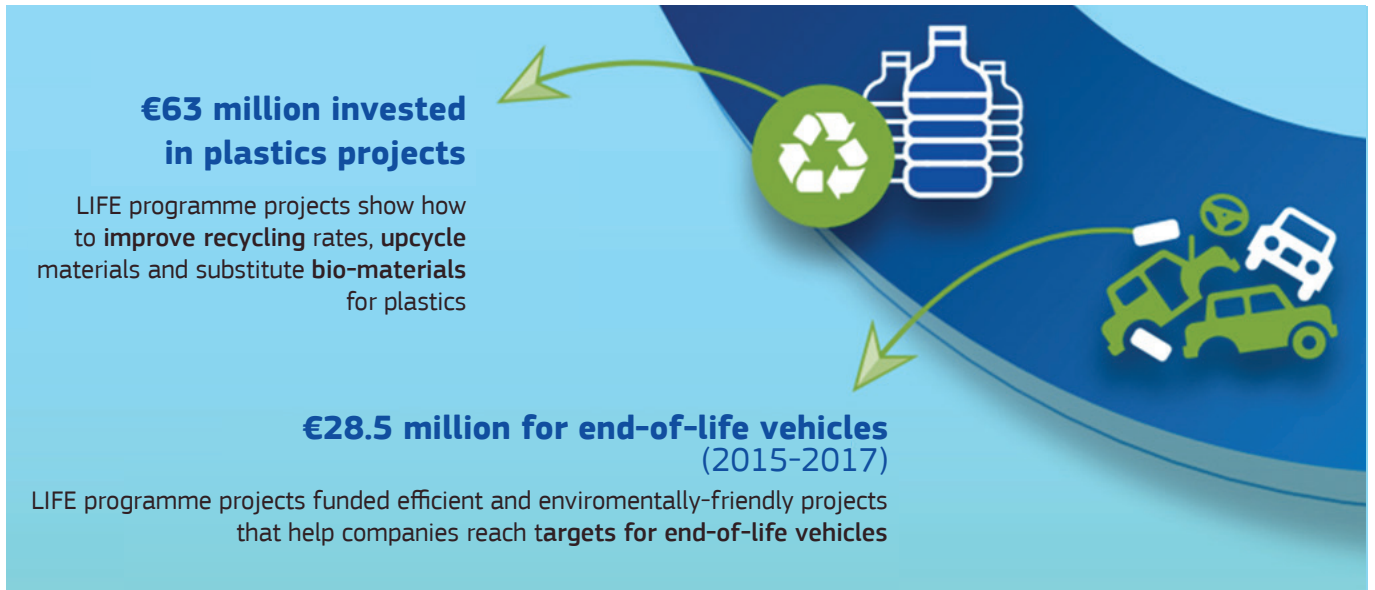 €63 million invested
in plastics projects
LIFE programme projects show how
to improve recycling rates, upcycle
materials and substitute bio-materials
for plastics
€28.5 million for end-of-life vehicles
(2015-2017)
LIFE programme projects funded efficient and enviromentally-friendly projects
that help companies reach targets for end-of-life vehicles